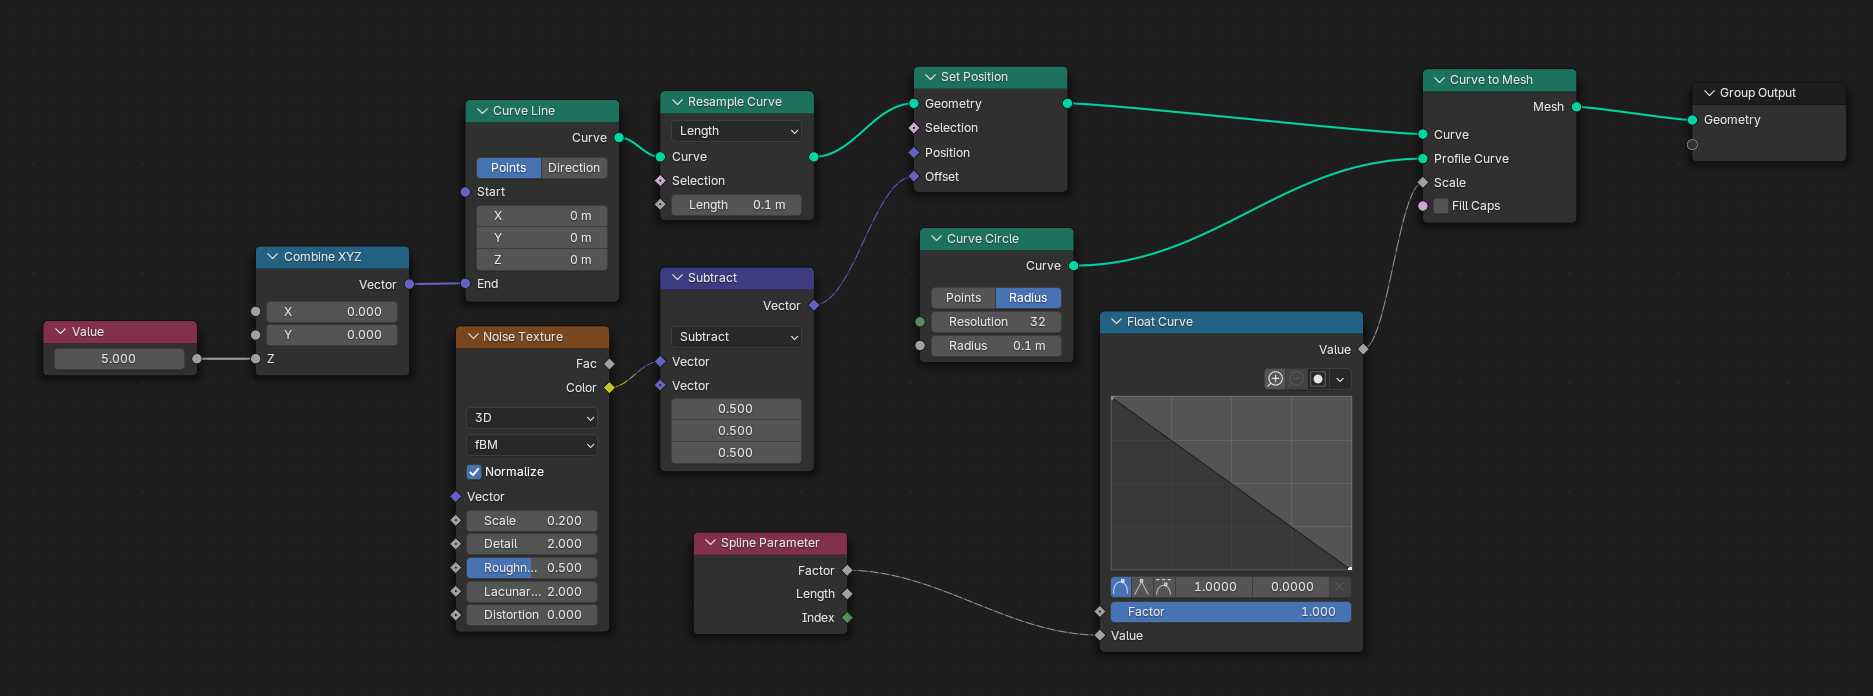 Value
5.000
Combine XYZ
Vector
X 0.000
Y 0.000
Z
Curve Line
Curve
Points Direction
Start
X 0 m
Y 0 m
Z 0 m
End
Noise Texture
Fac
Color
3D
fBM
Normalize
Vector
Scale 0.200
Detail 2.000
Roughn... 0.500
Lacunar... 2.000
Distortion 0.000
Resample Curve
Length
Curve
Selection
Length 0.1 m
Subtract
Vector
Subtract
Vector
Vector
0.500
0.500
0.500
Spline Parameter
Factor
Length
Index
Set Position
Geometry
Selection
Position
Offset
Curve Circle
Curve
Points Radius
Resolution 32
Radius 0.1 m
Float Curve
Value
1.0000 0.0000
Factor 1.000
Value
Curve to Mesh
Mesh
Curve
Profile Curve
Scale
Fill Caps
Group Output
Geometry